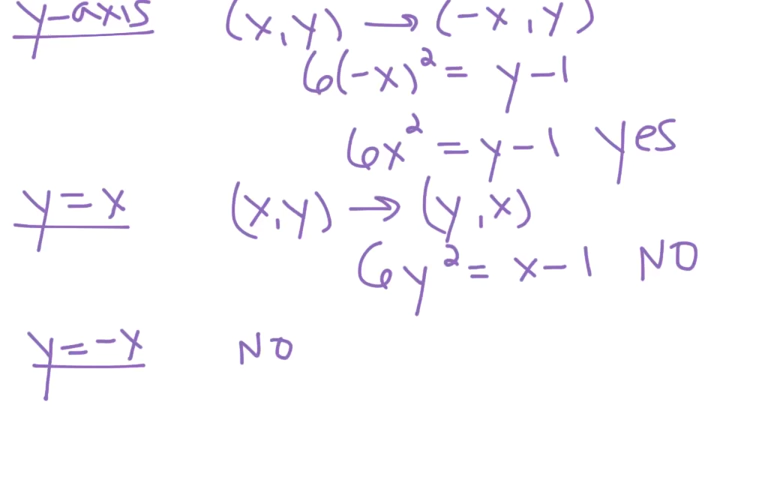 y-axis (x,y) → (-x,y)
6(-x)² = y-1
6x² = y-1 yes
y=x (x,y) → (y,x)
6y² = x-1 NO
y=-x NO